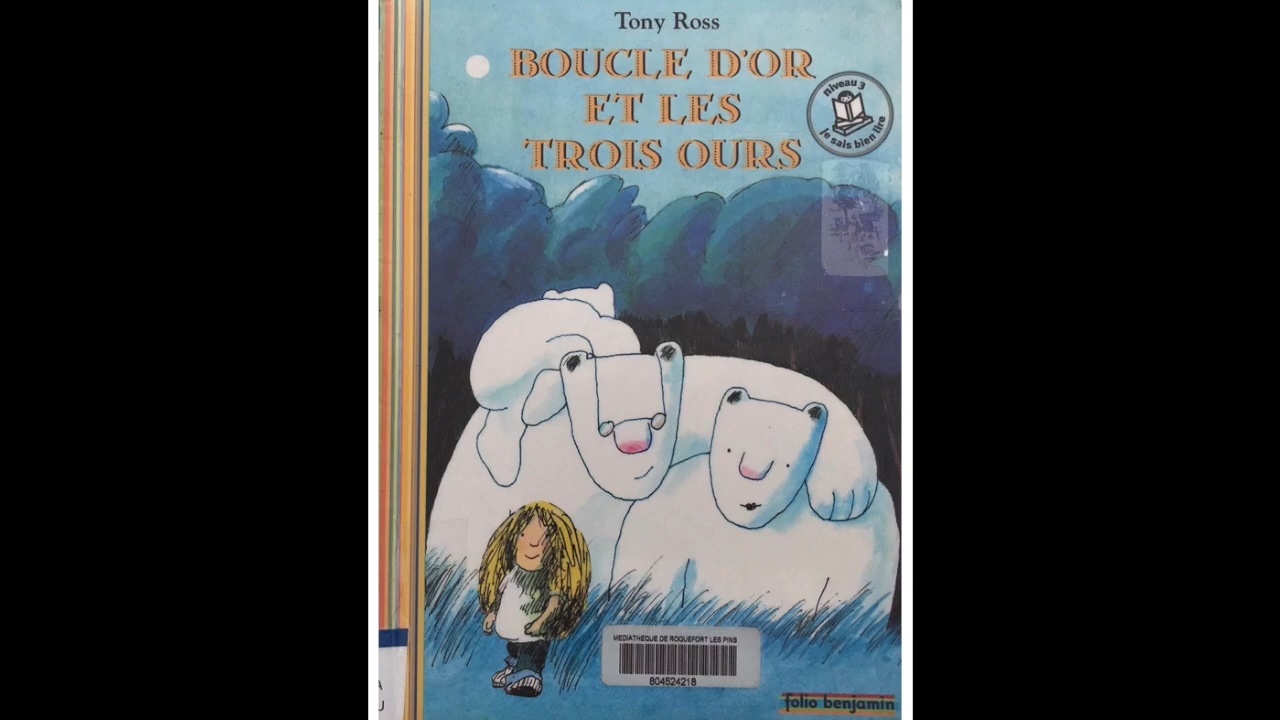 Tony Ross
BOUCLE D'OR
ET LES
TROIS OURS
niveau 3
je sais bien lire
MEDIATHEQUE DE ROQUEFORT LES PINS
804524218
folio benjamin
A
U